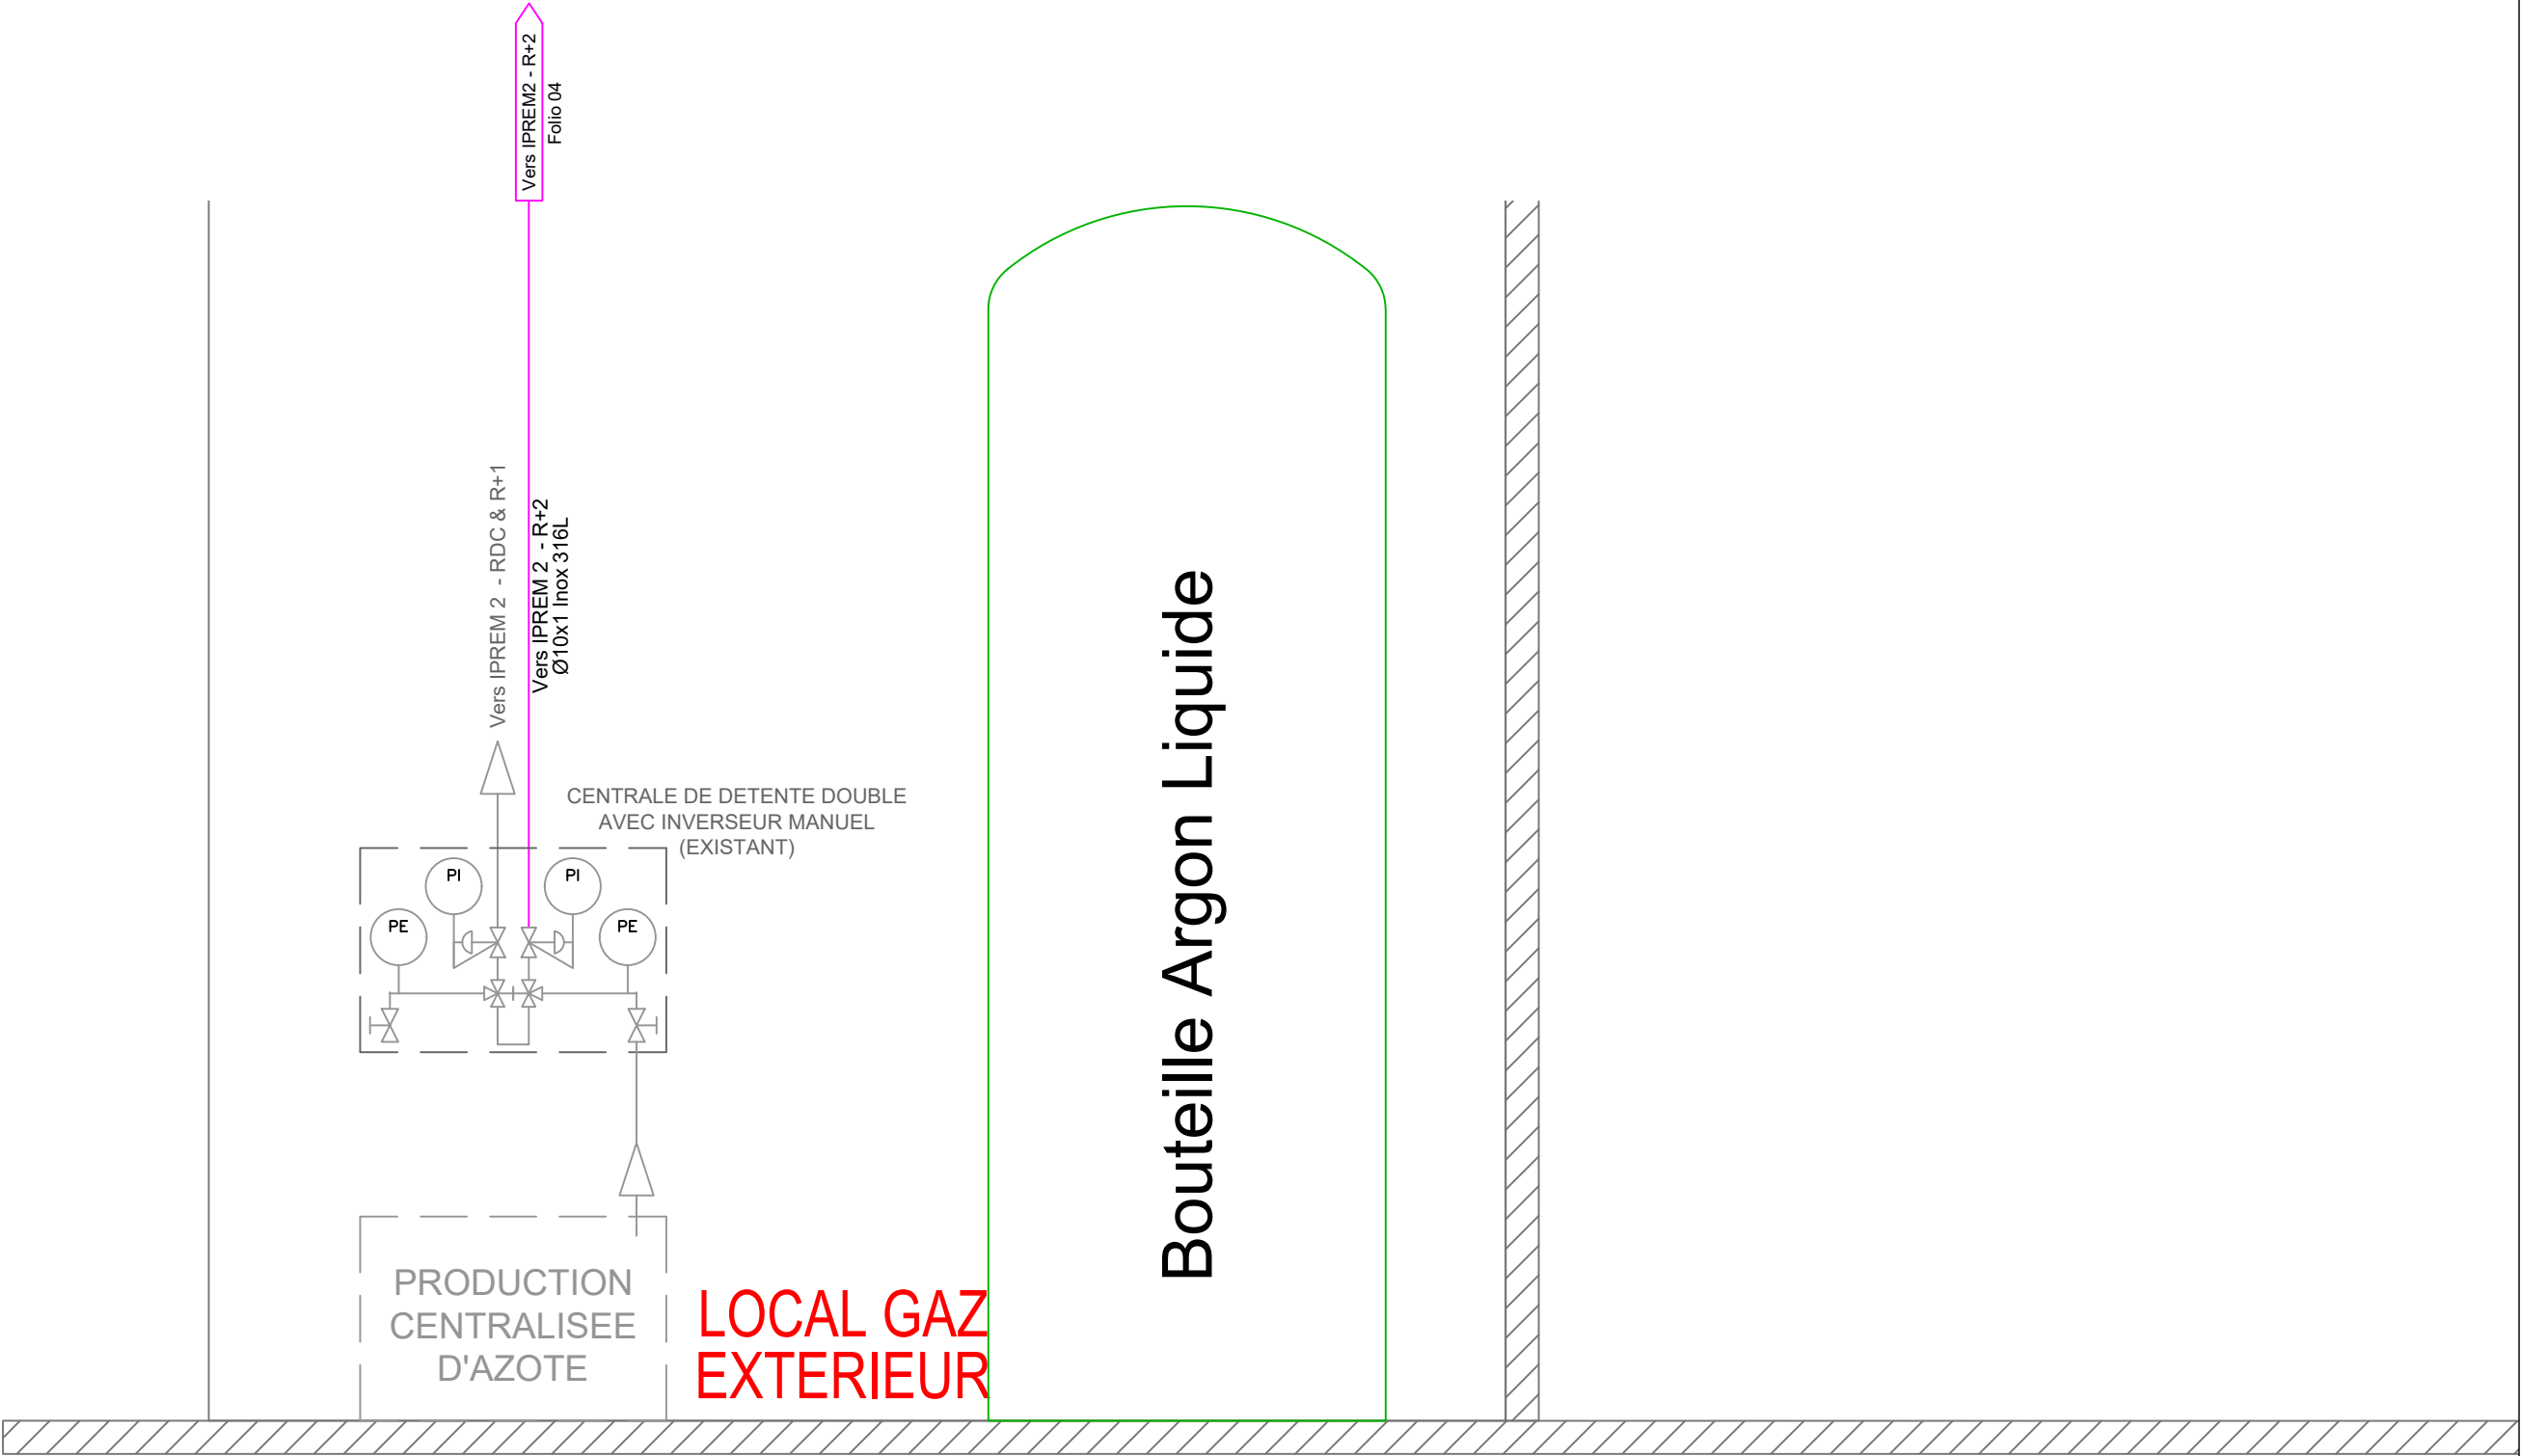 Vers IPREM2 - R+2
Folio 04
Vers IPREM 2 - RDC & R+1
Vers IPREM 2 - R+2
Ø10x1 Inox 316L
CENTRALE DE DETENTE DOUBLE
AVEC INVERSEUR MANUEL
(EXISTANT)
PI
PI
PE
PE
Bouteille Argon Liquide
PRODUCTION
CENTRALISEE
D'AZOTE
LOCAL GAZ
EXTERIEUR